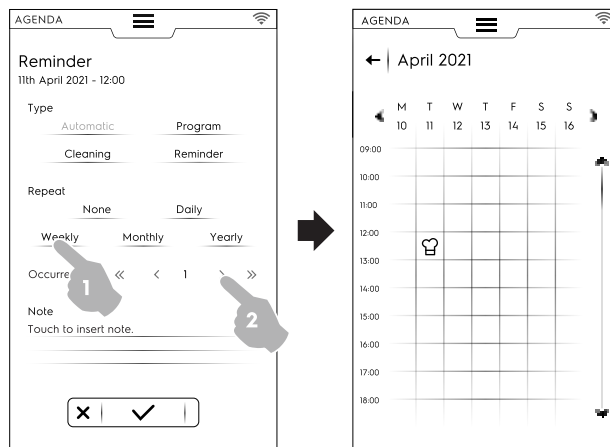 AGENDA
Reminder
11th April 2021 - 12:00
Type
Automatic Program
Cleaning Reminder
Repeat
None Daily
Weekly Monthly Yearly
Occurre « < 1 > »
1
2
Note
Touch to insert note.
AGENDA
April 2021
M T W T F S S
10 11 12 13 14 15 16
09:00
10:00
11:00
12:00
13:00
14:00
15:00
16:00
17:00
18:00